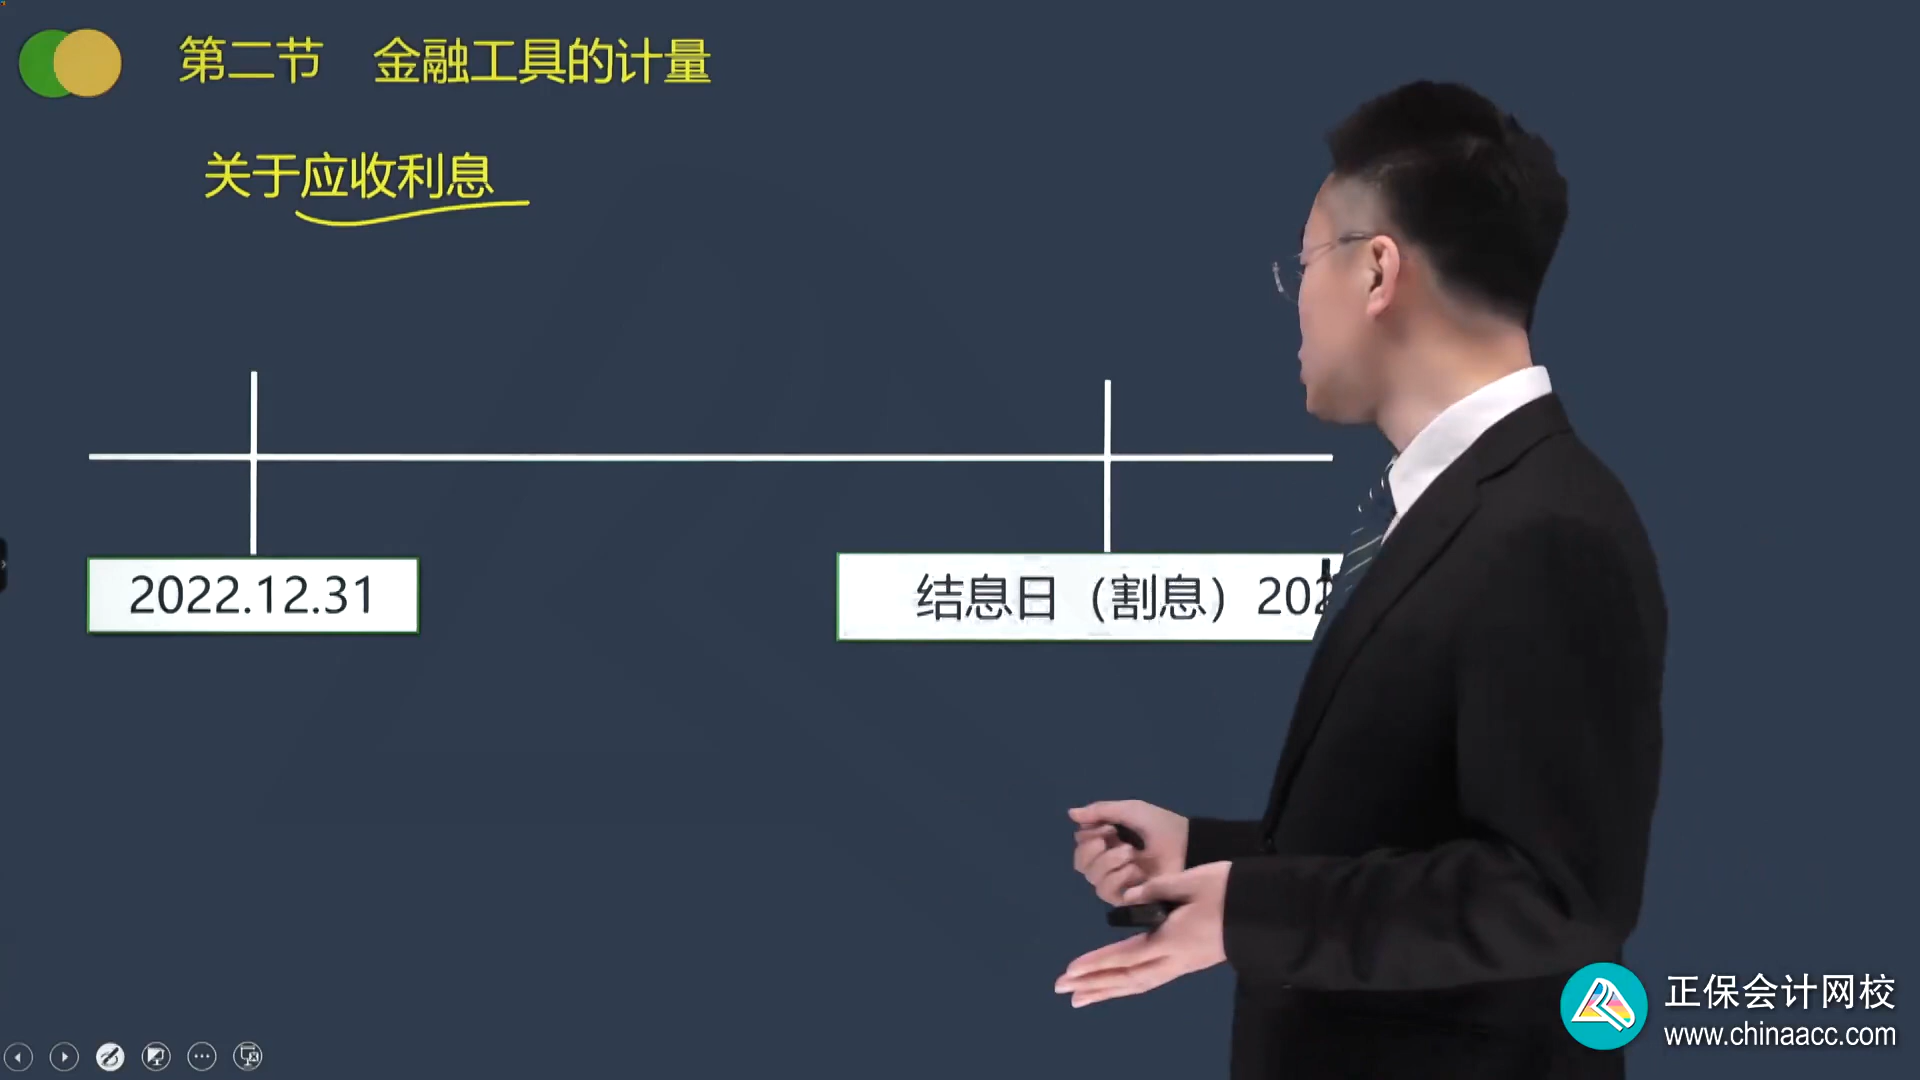 第二节 金融工具的计量
关于应收利息
2022.12.31
结息日（割息）202
正保会计网校
www.chinaacc.com